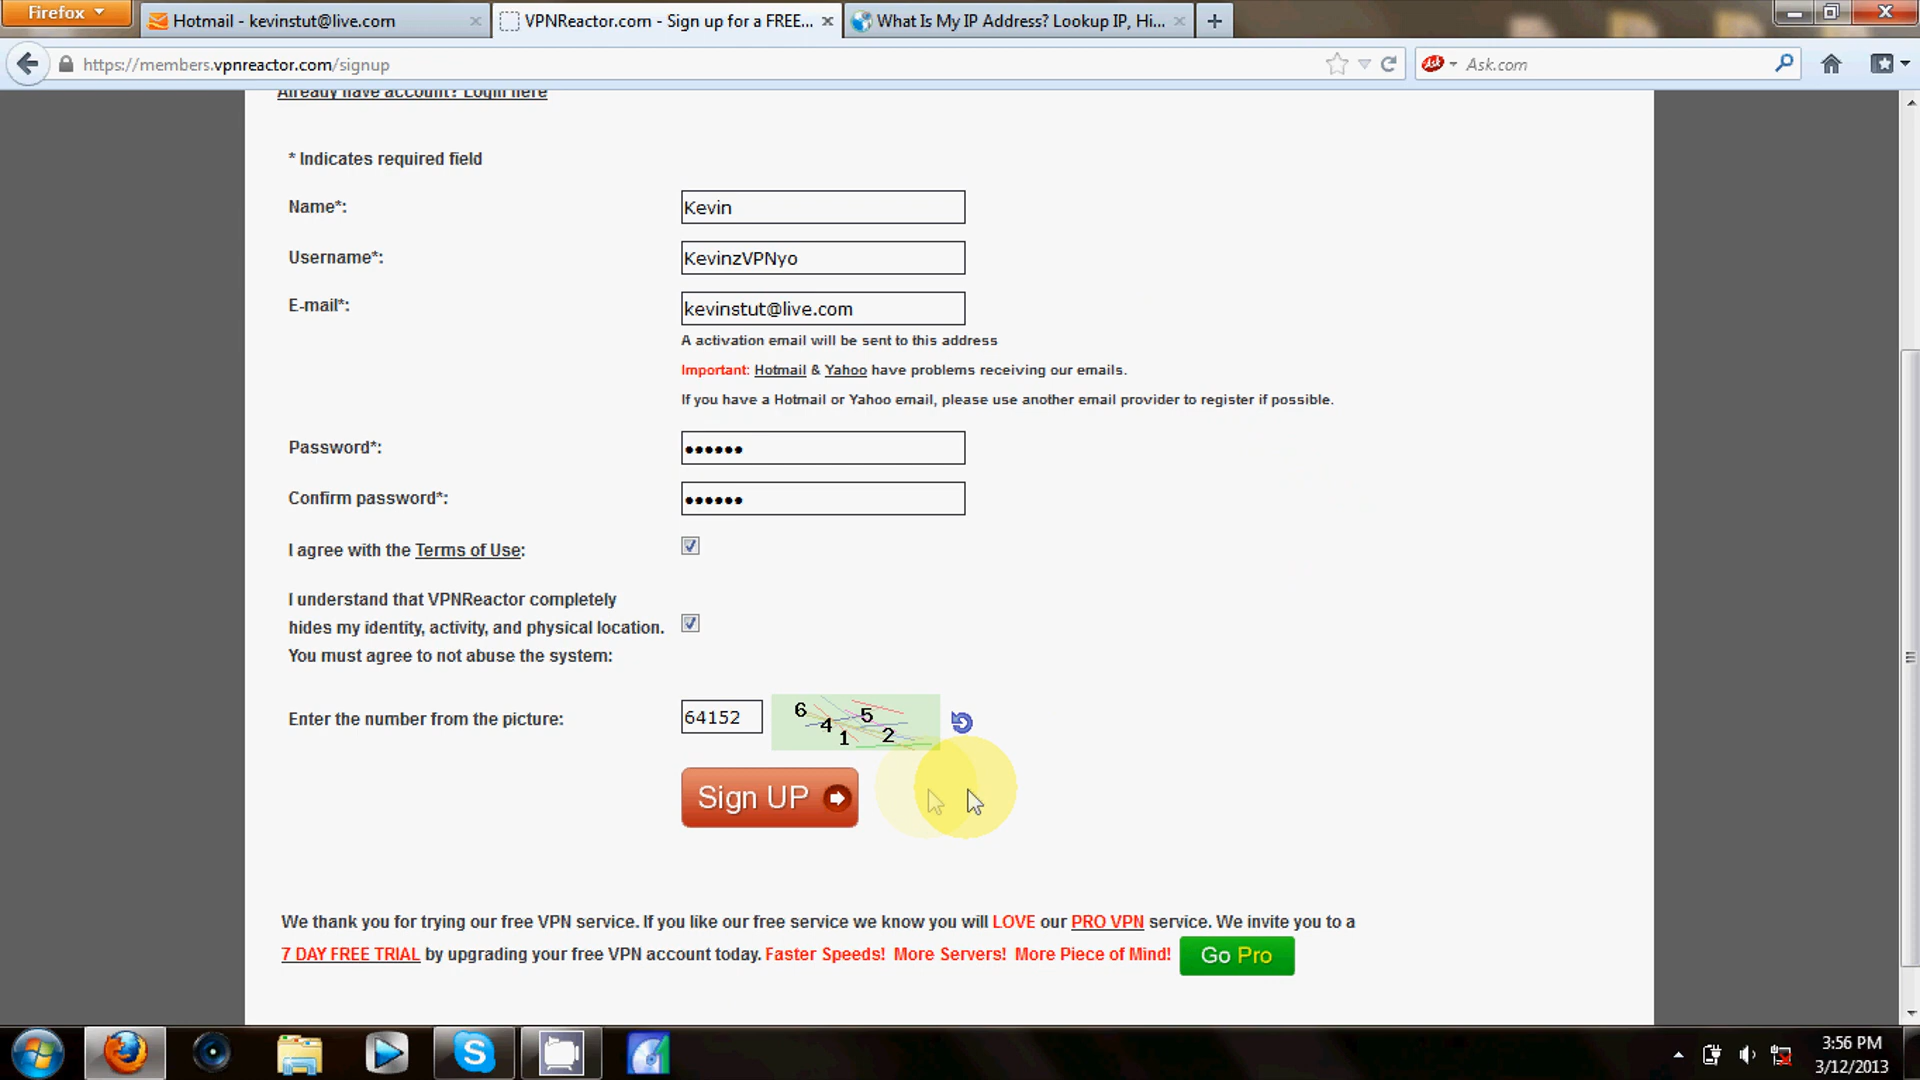 Firefox
Hotmail - kevinstut@live.com
VPNReactor.com - Sign up for a FREE...
What Is My IP Address? Lookup IP, Hi...
https://members.vpnreactor.com/signup
Ask
Ask.com
Already have account? Login here
* Indicates required field
Name*:
Kevin
Username*:
KevinzVPNyo
E-mail*:
kevinstut@live.com
A activation email will be sent to this address
Important: Hotmail & Yahoo have problems receiving our emails.
If you have a Hotmail or Yahoo email, please use another email provider to register if possible.
Password*:
••••••
Confirm password*:
••••••
I agree with the Terms of Use:
I understand that VPNReactor completely
hides my identity, activity, and physical location.
You must agree to not abuse the system:
Enter the number from the picture:
64152
6 4 1 5 2
Sign UP
We thank you for trying our free VPN service. If you like our free service we know you will LOVE our PRO VPN service. We invite you to a
7 DAY FREE TRIAL by upgrading your free VPN account today. Faster Speeds! More Servers! More Piece of Mind! Go Pro
3:56 PM
3/12/2013